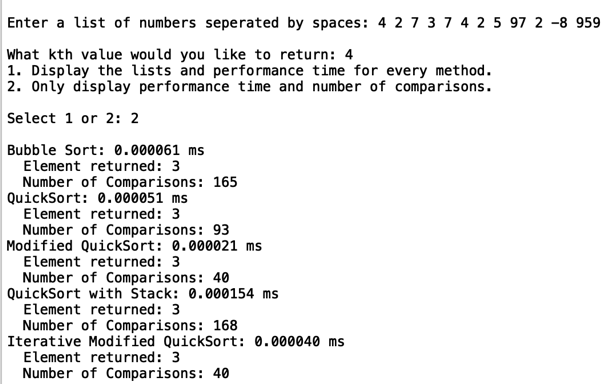 Enter a list of numbers seperated by spaces: 4 2 7 3 7 4 2 5 97 2 -8 959
What kth value would you like to return: 4
1. Display the lists and performance time for every method.
2. Only display performance time and number of comparisons.
Select 1 or 2: 2
Bubble Sort: 0.000061 ms
Element returned: 3
Number of Comparisons: 165
QuickSort: 0.000051 ms
Element returned: 3
Number of Comparisons: 93
Modified QuickSort: 0.000021 ms
Element returned: 3
Number of Comparisons: 40
QuickSort with Stack: 0.000154 ms
Element returned: 3
Number of Comparisons: 168
Iterative Modified QuickSort: 0.000040 ms
Element returned: 3
Number of Comparisons: 40